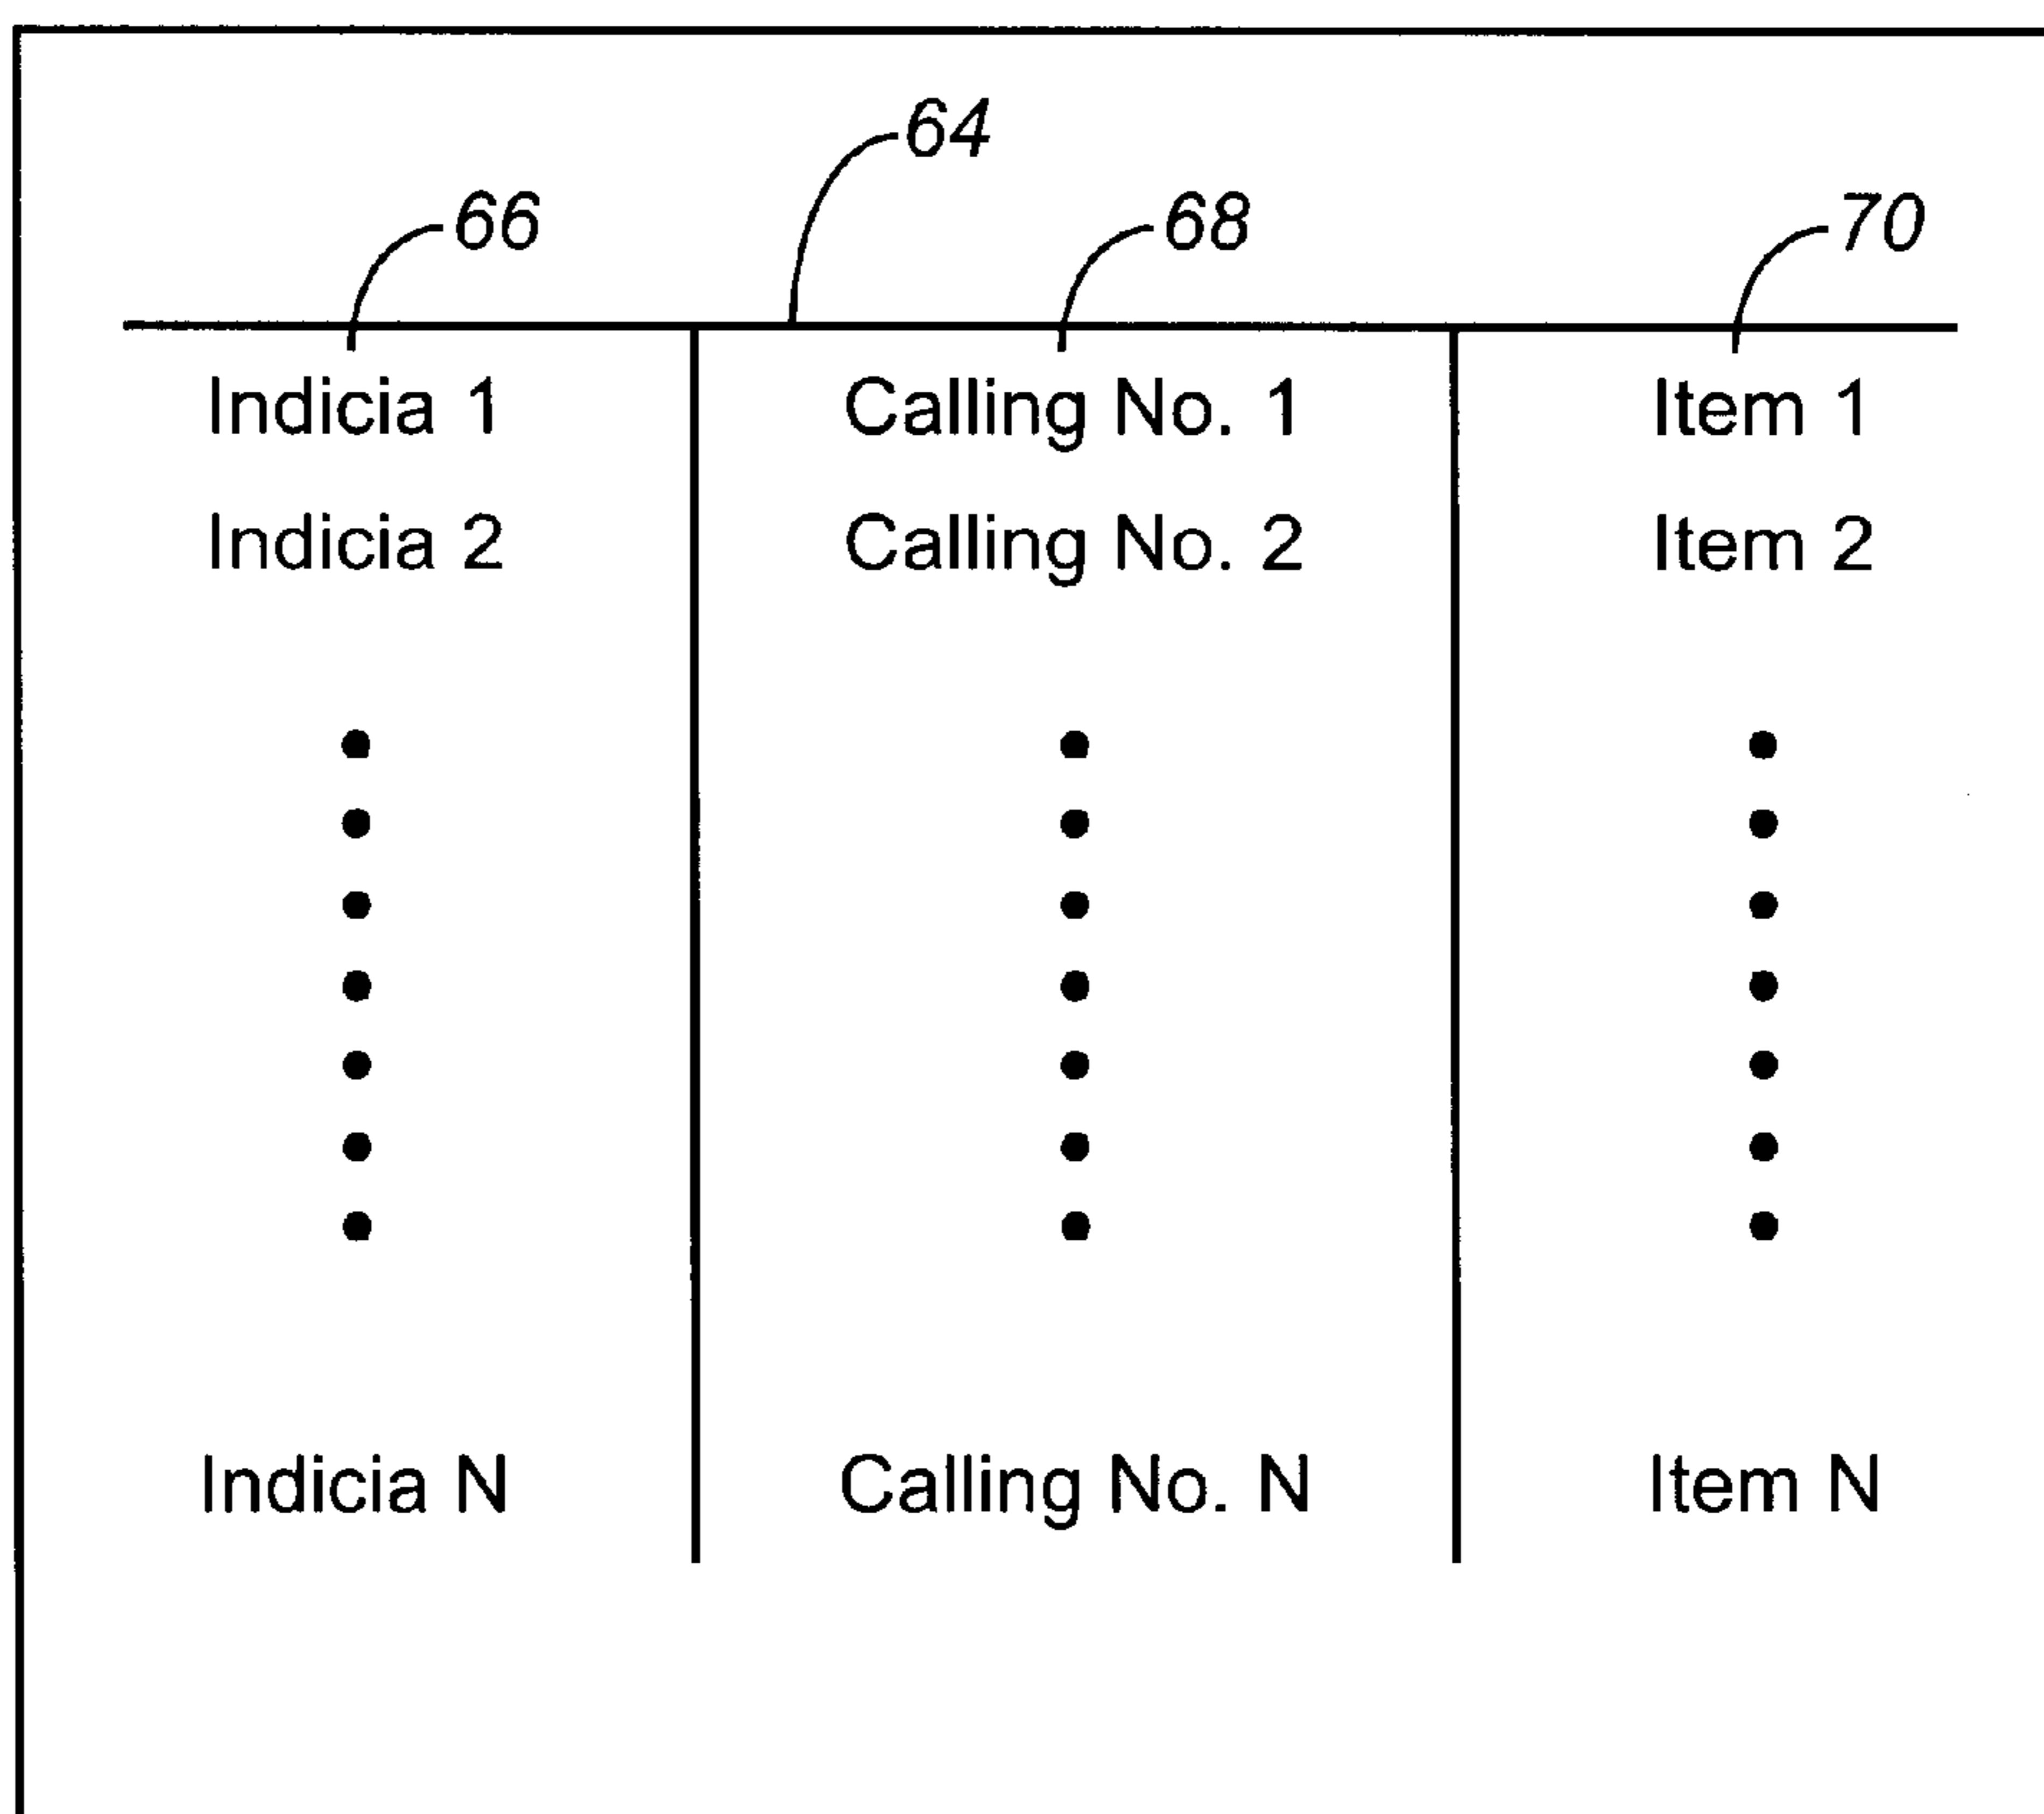 64
66 68 70
Indicia 1 Calling No. 1 Item 1
Indicia 2 Calling No. 2 Item 2
Indicia N Calling No. N Item N